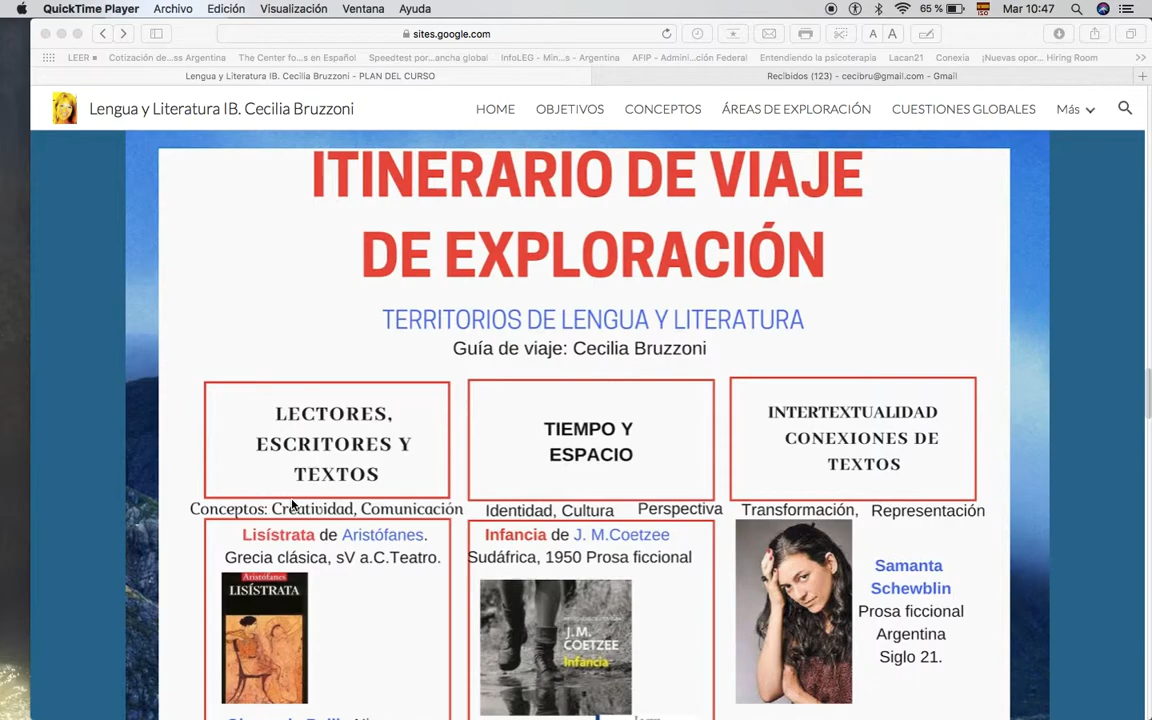 QuickTime Player Archivo Edición Visualización Ventana Ayuda 65 % ISO Mar 10:47
sites.google.com
LEER Cotización de...ss Argentina The Center fo...s en Español Speedtest por...ancha global InfoLEG - Min...s - Argentina AFIP - Admini...ción Federal Entendiendo la psicoterapia Lacan21 Conexia ¡Nuevas opor... Hiring Room
Lengua y Literatura IB. Cecilia Bruzzoni - PLAN DEL CURSO Recibidos (123) - cecibru@gmail.com - Gmail
Lengua y Literatura IB. Cecilia Bruzzoni HOME OBJETIVOS CONCEPTOS ÁREAS DE EXPLORACIÓN CUESTIONES GLOBALES Más
ITINERARIO DE VIAJE
DE EXPLORACIÓN
TERRITORIOS DE LENGUA Y LITERATURA
Guía de viaje: Cecilia Bruzzoni
LECTORES,
ESCRITORES Y
TEXTOS
Conceptos: Creatividad, Comunicación
Lisístrata de Aristófanes.
Grecia clásica, sV a.C.Teatro.
Aristófanes
LISÍSTRATA
TIEMPO Y
ESPACIO
Identidad, Cultura Perspectiva
Infancia de J. M.Coetzee
Sudáfrica, 1950 Prosa ficcional
J.M.
COETZEE
Infancia
INTERTEXTUALIDAD
CONEXIONES DE
TEXTOS
Transformación, Representación
Samanta
Schewblin
Prosa ficcional
Argentina
Siglo 21.